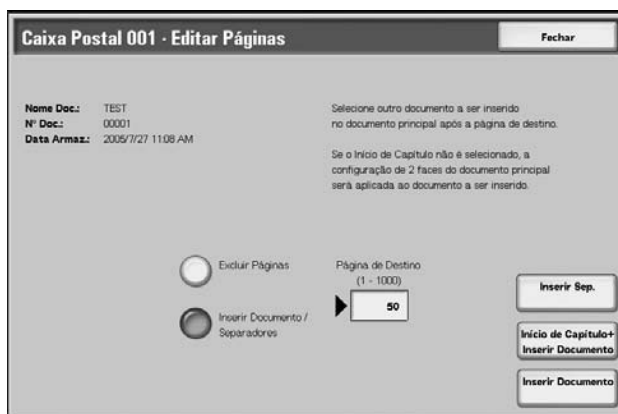 Caixa Postal 001 - Editar Páginas
Fechar
Nome Doc.: TEST
Nº Doc.: 00001
Data Armaz.: 2005/7/27 11:08 AM
Selecione outro documento a ser inserido
no documento principal após a página de destino.
Se o Início de Capítulo não é selecionado, a
configuração de 2 faces do documento principal
será aplicada ao documento a ser inserido.
Excluir Páginas
Inserir Documento /
Separadores
Página de Destino
(1 - 1000)
50
Inserir Sep.
Início de Capítulo+
Inserir Documento
Inserir Documento